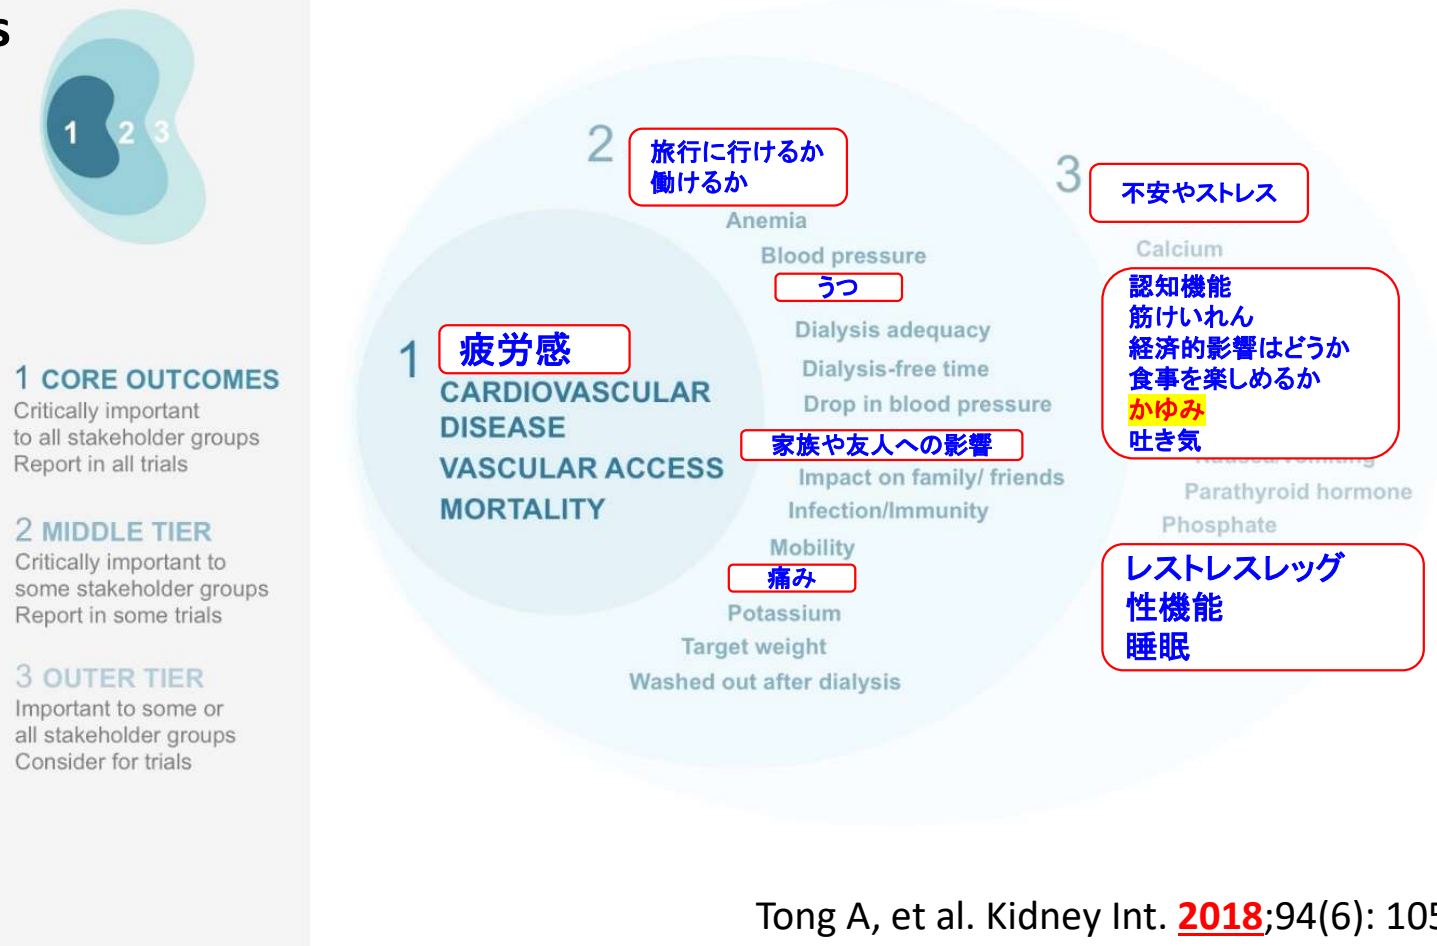 s
1 2 3
1 CORE OUTCOMES
Critically important
to all stakeholder groups
Report in all trials
2 MIDDLE TIER
Critically important to
some stakeholder groups
Report in some trials
3 OUTER TIER
Important to some or
all stakeholder groups
Consider for trials
1
疲労感
CARDIOVASCULAR
DISEASE
VASCULAR ACCESS
MORTALITY
2
旅行に行けるか
働けるか
Anemia
Blood pressure
うつ
Dialysis adequacy
Dialysis-free time
Drop in blood pressure
家族や友人への影響
Impact on family/ friends
Infection/Immunity
Mobility
痛み
Potassium
Target weight
Washed out after dialysis
3
不安やストレス
Calcium
認知機能
筋けいれん
経済的影響はどうか
食事を楽しめるか
かゆみ
吐き気
Parathyroid hormone
Phosphate
レストレスレッグ
性機能
睡眠
Tong A, et al. Kidney Int. 2018;94(6): 105